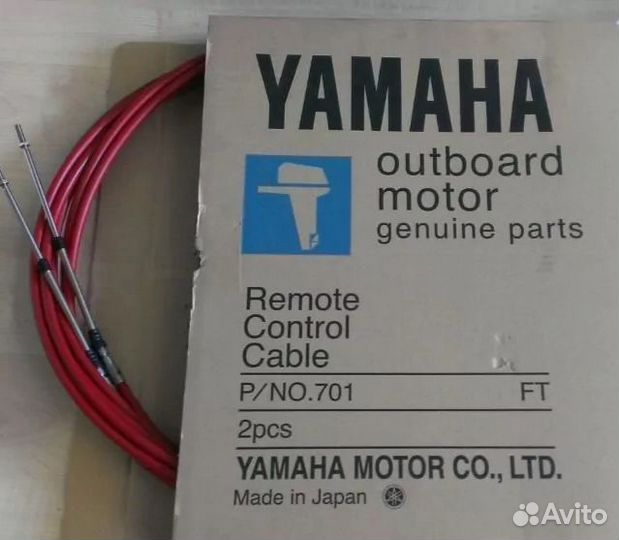 YAMAHA
outboard
motor
genuine parts
Remote
Control
Cable
P/NO.701 FT
2pcs
YAMAHA MOTOR CO., LTD.
Made in Japan
Avito